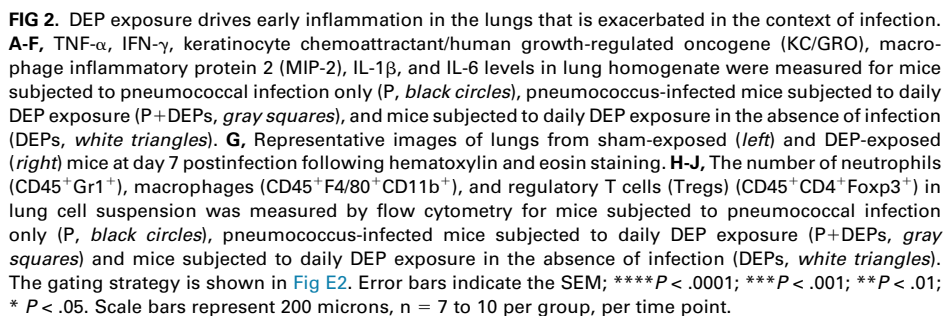 FIG 2. DEP exposure drives early inflammation in the lungs that is exacerbated in the context of infection.
A-F, TNF-α, IFN-γ, keratinocyte chemoattractant/human growth-regulated oncogene (KC/GRO), macro-
phage inflammatory protein 2 (MIP-2), IL-1β, and IL-6 levels in lung homogenate were measured for mice
subjected to pneumococcal infection only (P, black circles), pneumococcus-infected mice subjected to daily
DEP exposure (P+DEPs, gray squares), and mice subjected to daily DEP exposure in the absence of infection
(DEPs, white triangles). G, Representative images of lungs from sham-exposed (left) and DEP-exposed
(right) mice at day 7 postinfection following hematoxylin and eosin staining. H-J, The number of neutrophils
(CD45⁺Gr1⁺), macrophages (CD45⁺F4/80⁺CD11b⁺), and regulatory T cells (Tregs) (CD45⁺CD4⁺Foxp3⁺) in
lung cell suspension was measured by flow cytometry for mice subjected to pneumococcal infection
only (P, black circles), pneumococcus-infected mice subjected to daily DEP exposure (P+DEPs, gray
squares) and mice subjected to daily DEP exposure in the absence of infection (DEPs, white triangles).
The gating strategy is shown in Fig E2. Error bars indicate the SEM; ****P < .0001; ***P < .001; **P < .01;
* P < .05. Scale bars represent 200 microns, n = 7 to 10 per group, per time point.